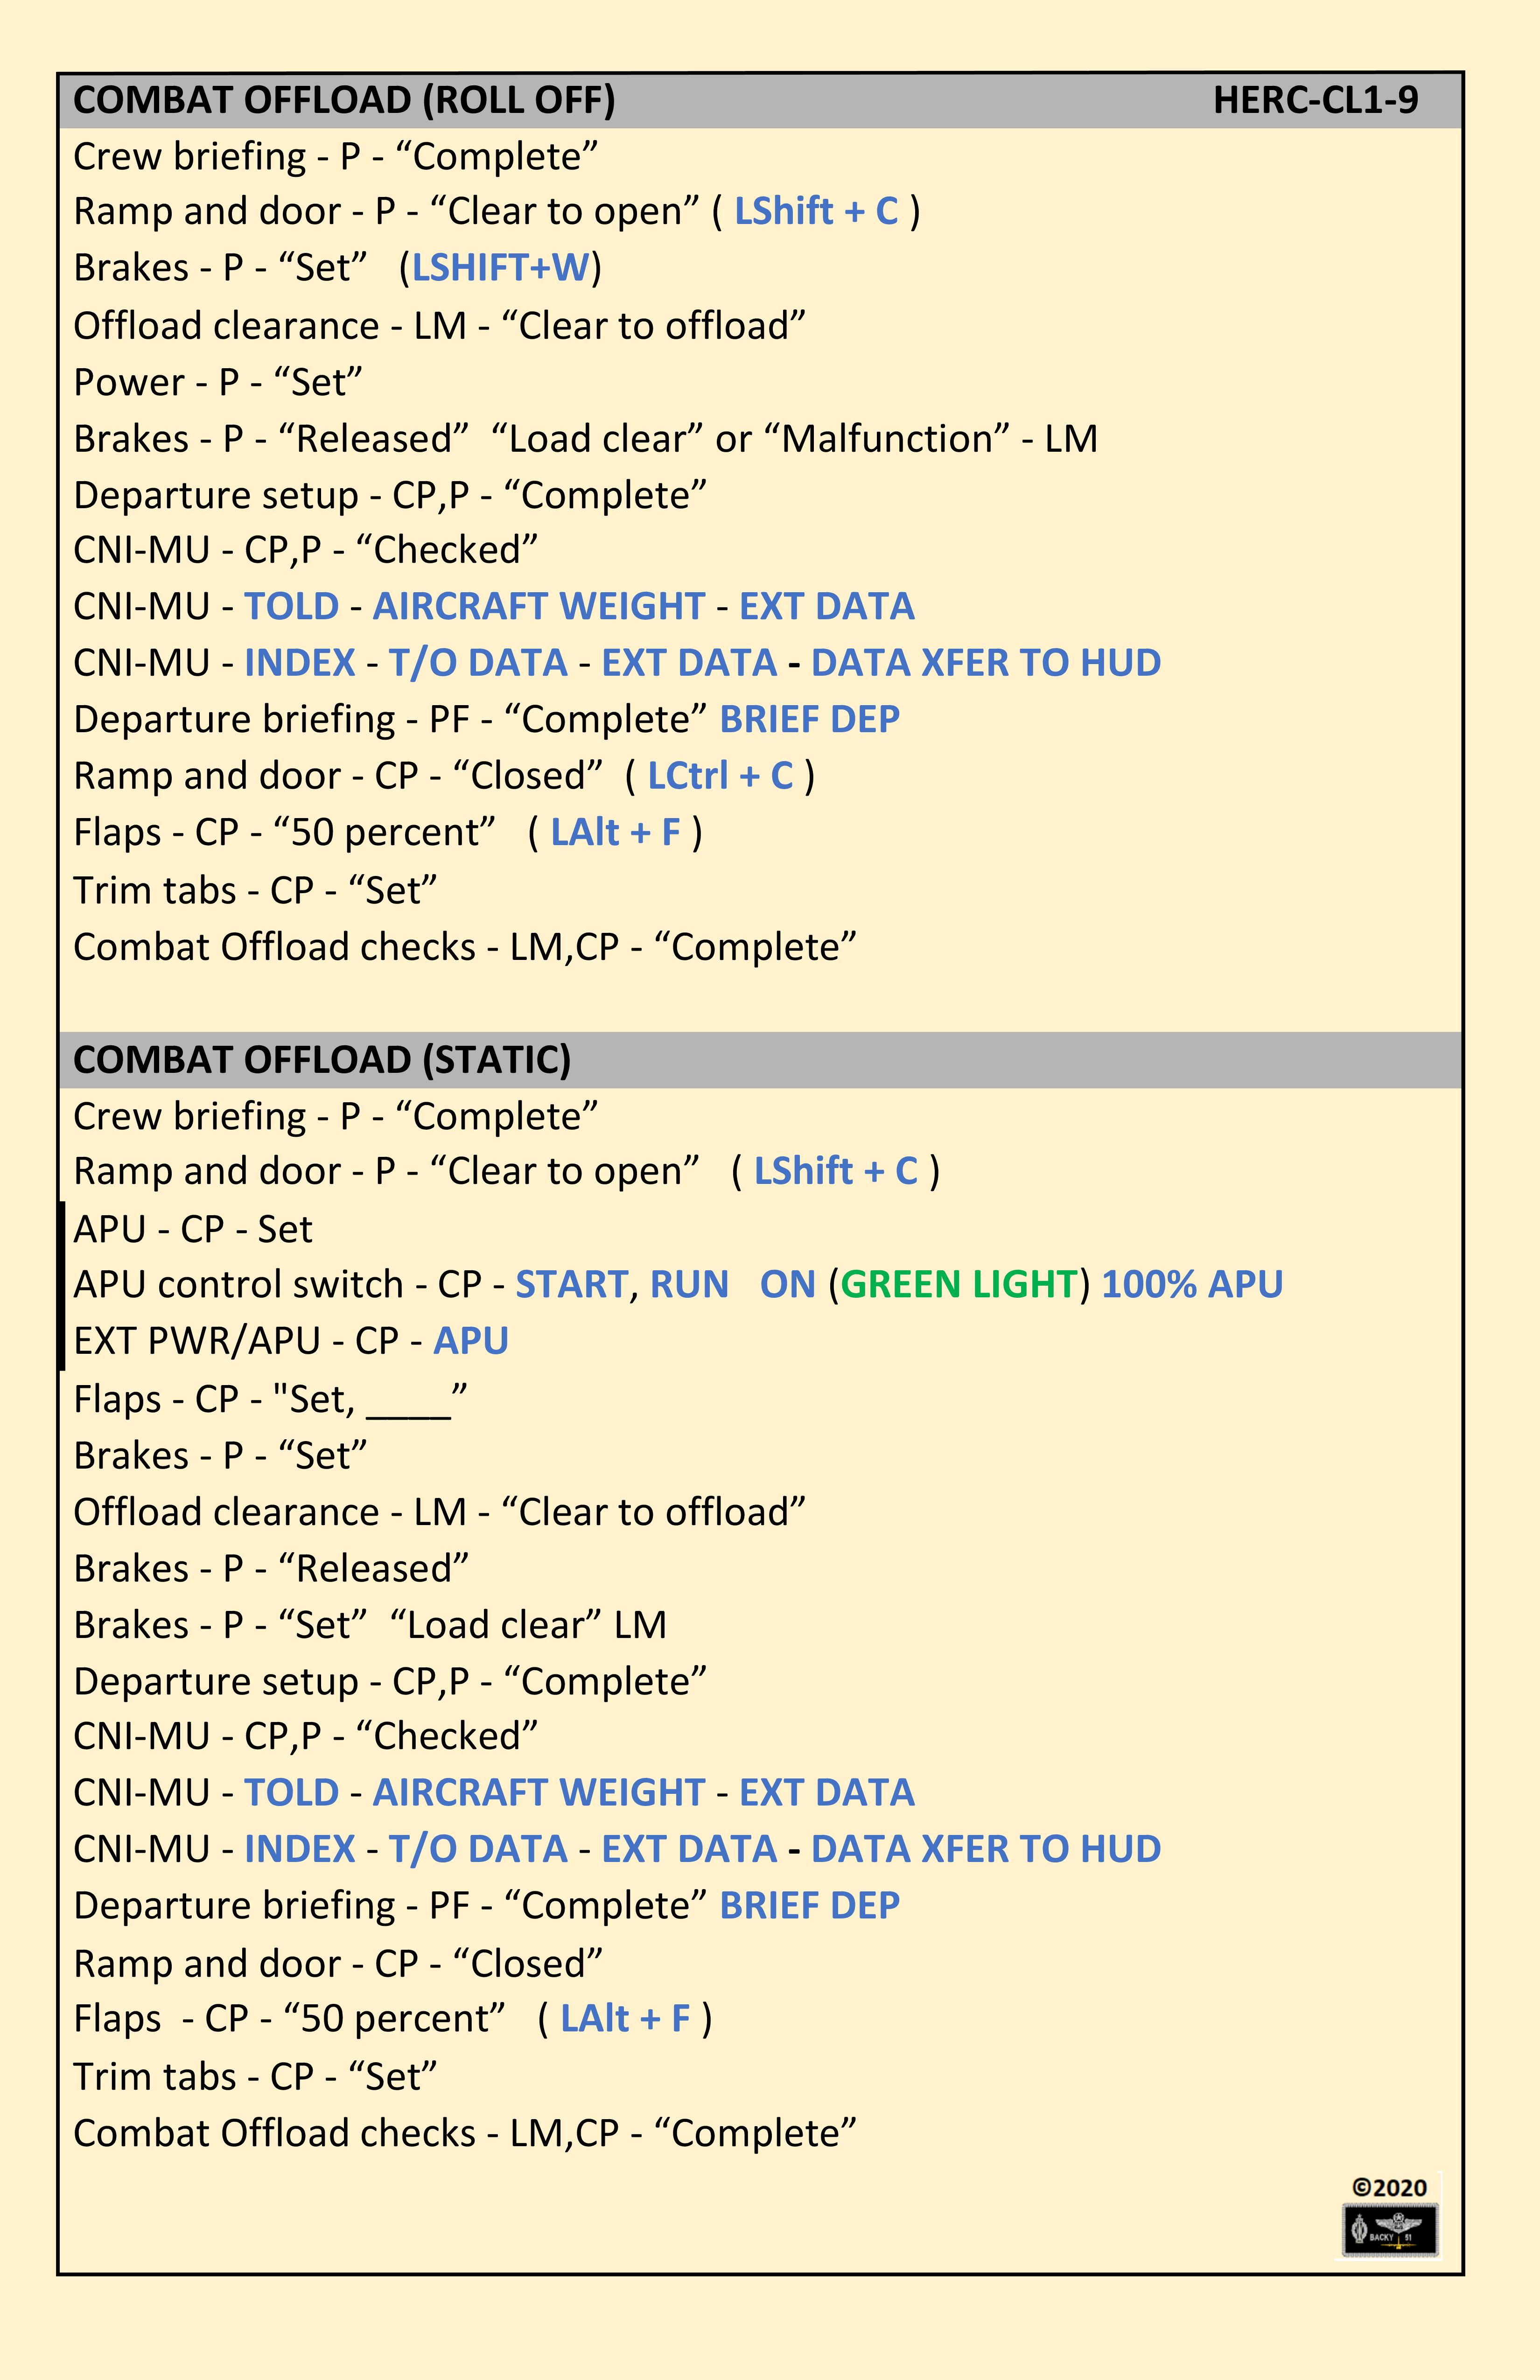 COMBAT OFFLOAD (ROLL OFF) HERC-CL1-9
Crew briefing - P - “Complete”
Ramp and door - P - “Clear to open” ( LShift + C )
Brakes - P - “Set” (LSHIFT+W)
Offload clearance - LM - “Clear to offload”
Power - P - “Set”
Brakes - P - “Released” “Load clear” or “Malfunction” - LM
Departure setup - CP,P - “Complete”
CNI-MU - CP,P - “Checked”
CNI-MU - TOLD - AIRCRAFT WEIGHT - EXT DATA
CNI-MU - INDEX - T/O DATA - EXT DATA - DATA XFER TO HUD
Departure briefing - PF - “Complete” BRIEF DEP
Ramp and door - CP - “Closed” ( LCtrl + C )
Flaps - CP - “50 percent” ( LAlt + F )
Trim tabs - CP - “Set”
Combat Offload checks - LM,CP - “Complete”
COMBAT OFFLOAD (STATIC)
Crew briefing - P - “Complete”
Ramp and door - P - “Clear to open” ( LShift + C )
APU - CP - Set
APU control switch - CP - START, RUN ON (GREEN LIGHT) 100% APU
EXT PWR/APU - CP - APU
Flaps - CP - "Set, ____”
Brakes - P - “Set”
Offload clearance - LM - “Clear to offload”
Brakes - P - “Released”
Brakes - P - “Set” “Load clear” LM
Departure setup - CP,P - “Complete”
CNI-MU - CP,P - “Checked”
CNI-MU - TOLD - AIRCRAFT WEIGHT - EXT DATA
CNI-MU - INDEX - T/O DATA - EXT DATA - DATA XFER TO HUD
Departure briefing - PF - “Complete” BRIEF DEP
Ramp and door - CP - “Closed”
Flaps - CP - “50 percent” ( LAlt + F )
Trim tabs - CP - “Set”
Combat Offload checks - LM,CP - “Complete”
©2020
BACKY 51